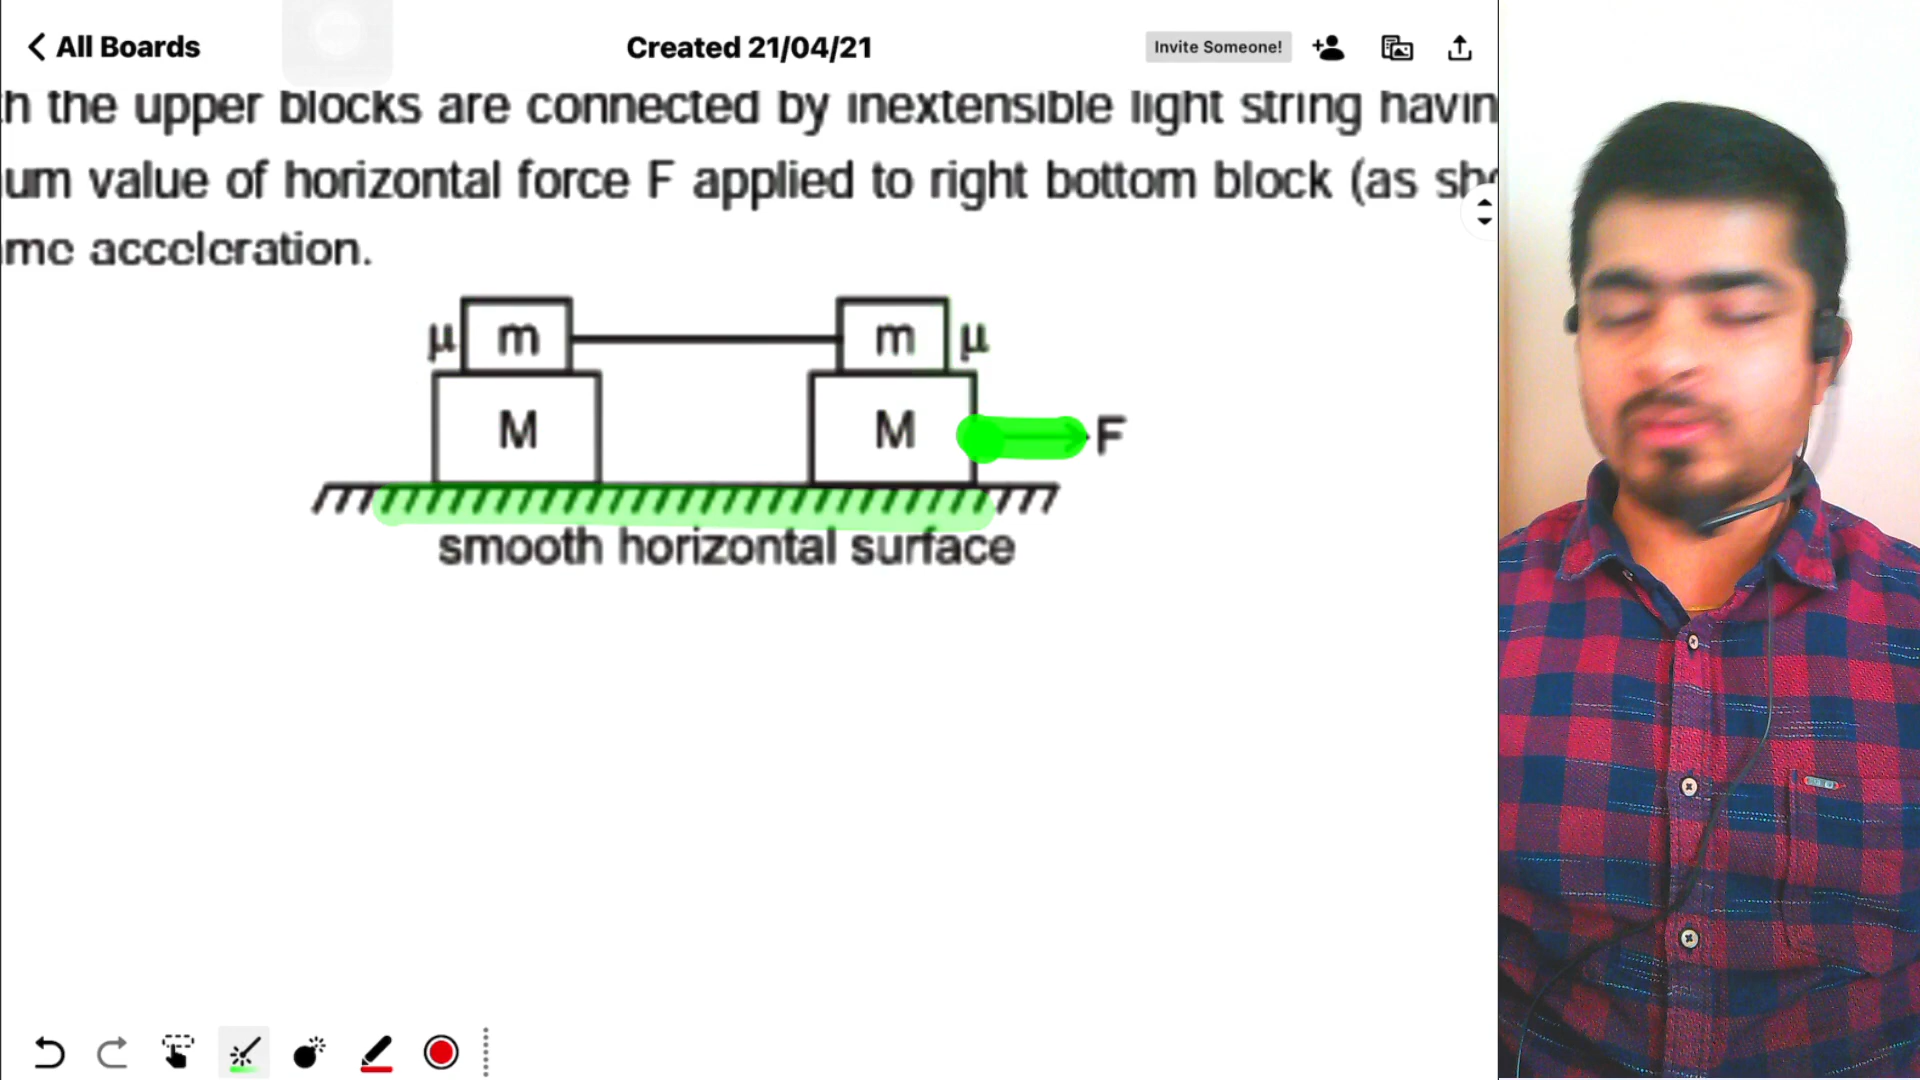 All Boards
Created 21/04/21
Invite Someone!
h the upper blocks are connected by inextensible light string havin
um value of horizontal force F applied to right bottom block (as sho
me acceleration.
μ m m μ
M M F
smooth horizontal surface